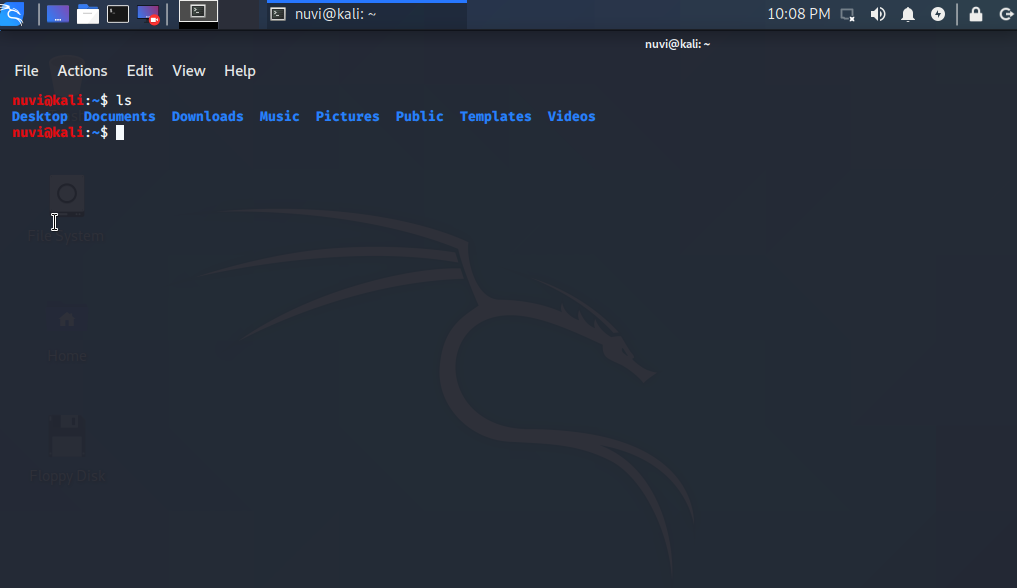 nuvi@kali: ~ 10:08 PM
nuvi@kali: ~
File Actions Edit View Help
nuvi@kali:~$ ls
Desktop Documents Downloads Music Pictures Public Templates Videos
nuvi@kali:~$
File System
Home
Floppy Disk